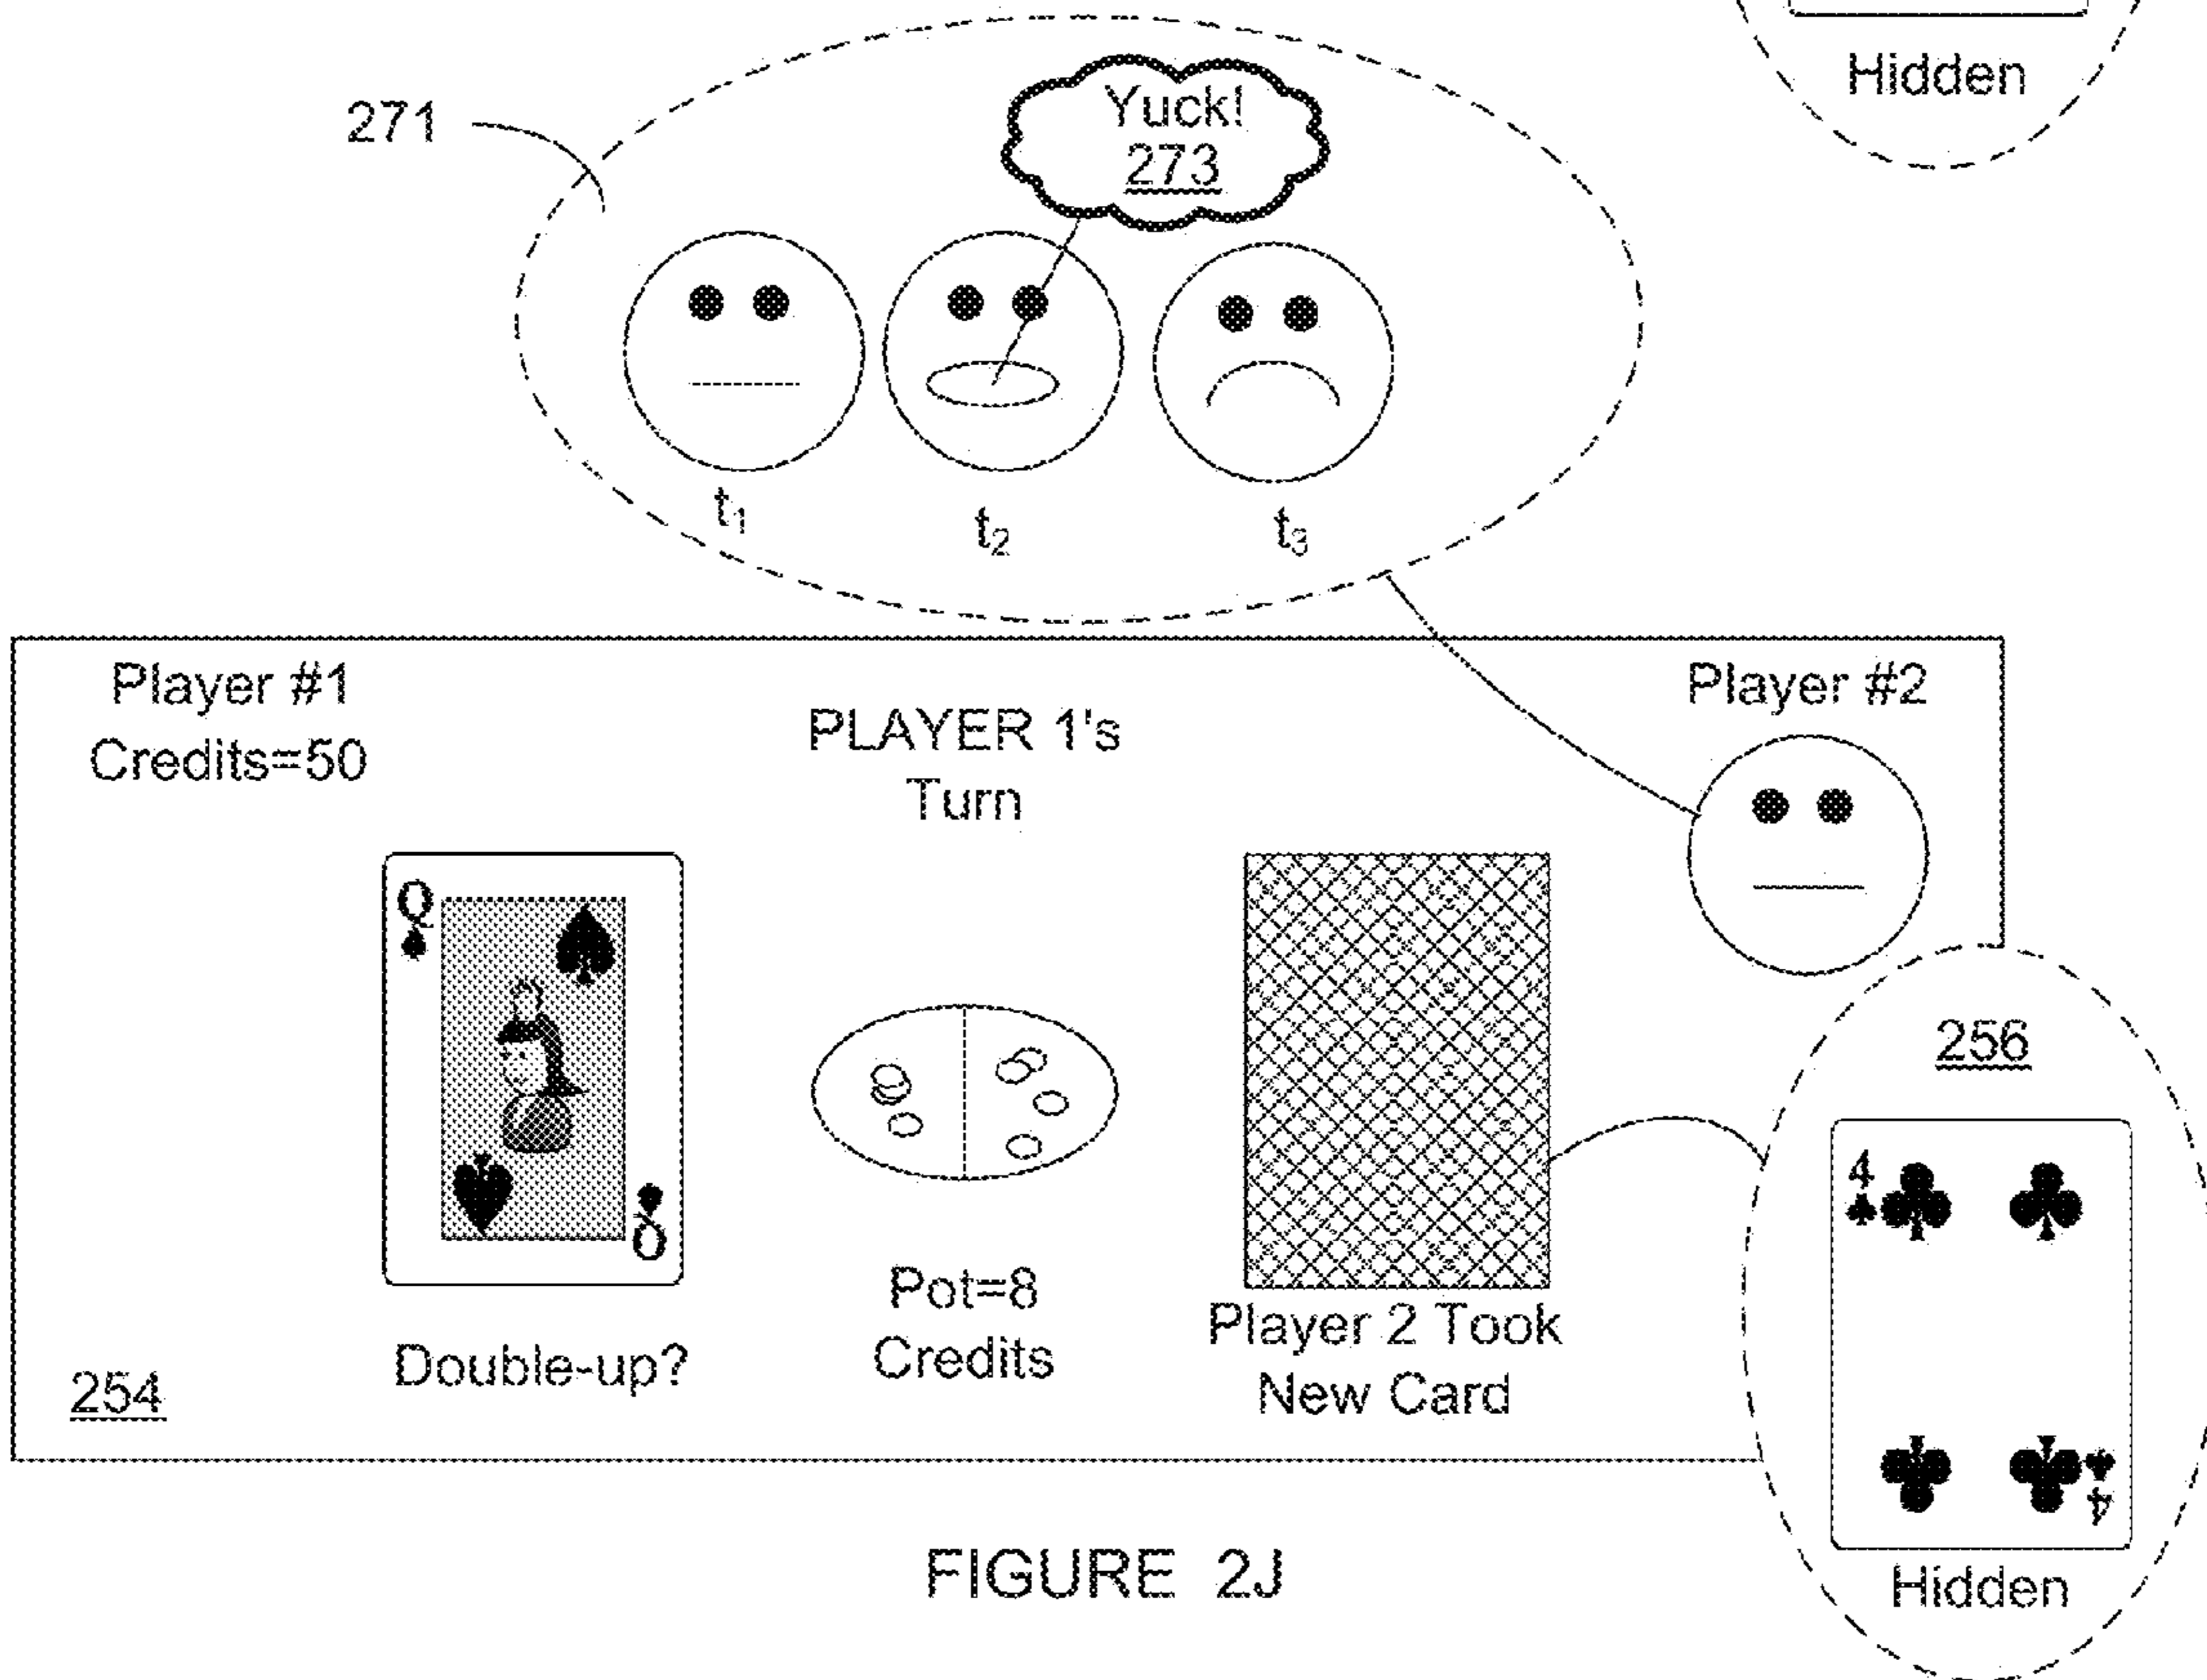 Hidden
271
Yuck!
273
t1
t2
t3
Player #1
Credits=50
PLAYER 1's
Turn
Player #2
Q
Q
Double-up?
Pot=8
Credits
Player 2 Took
New Card
254
256
4
4
Hidden
FIGURE 2J